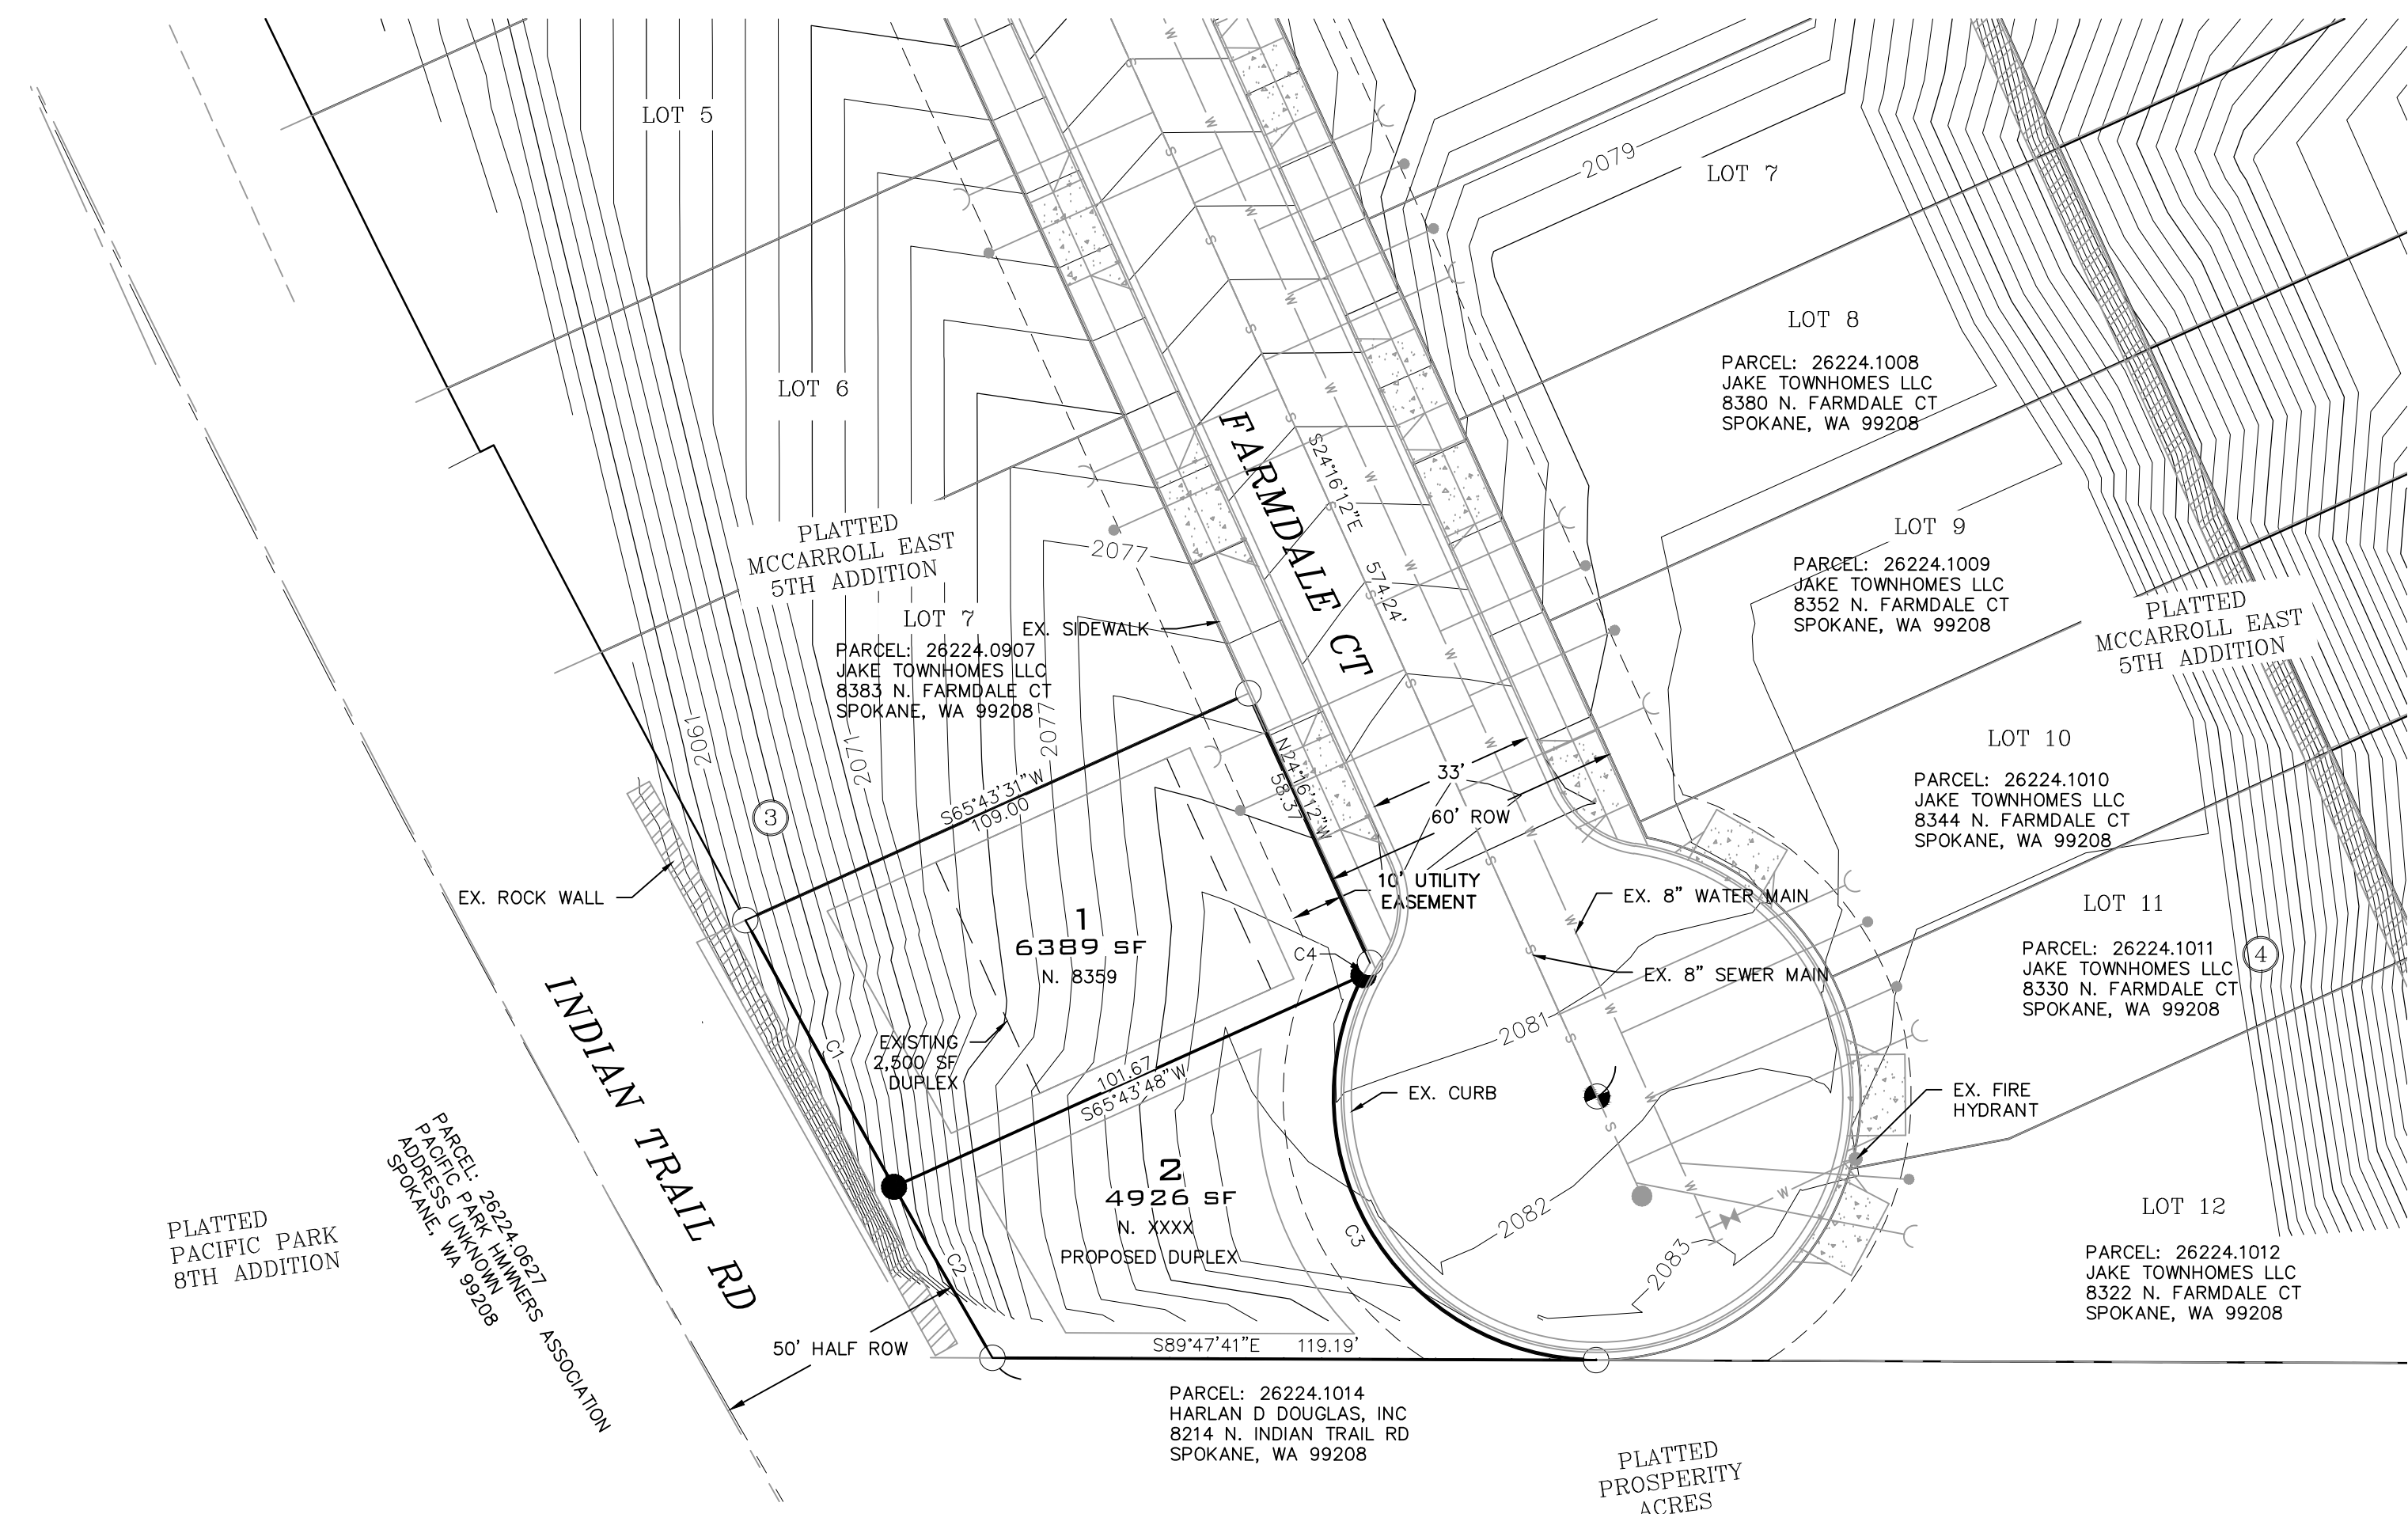 LOT 5
2079
LOT 7
LOT 8
PARCEL: 26224.1008
JAKE TOWNHOMES LLC
8380 N. FARMDALE CT
SPOKANE, WA 99208
LOT 6
FARMDALE CT
S24°16'12"E
574.24'
PLATTED
MCCARROLL EAST
5TH ADDITION
2077
LOT 9
PARCEL: 26224.1009
JAKE TOWNHOMES LLC
8352 N. FARMDALE CT
SPOKANE, WA 99208
PLATTED
MCCARROLL EAST
5TH ADDITION
LOT 7
EX. SIDEWALK
PARCEL: 26224.0907
JAKE TOWNHOMES LLC
8383 N. FARMDALE CT
SPOKANE, WA 99208
2061
2071
2077
LOT 10
PARCEL: 26224.1010
JAKE TOWNHOMES LLC
8344 N. FARMDALE CT
SPOKANE, WA 99208
S65°43'31"W
109.00
N24°16'12"W
58.37'
33'
60' ROW
3
10' UTILITY
EASEMENT
EX. ROCK WALL
EX. 8" WATER MAIN
EX. 8" SEWER MAIN
LOT 11
PARCEL: 26224.1011
JAKE TOWNHOMES LLC
8330 N. FARMDALE CT
SPOKANE, WA 99208
4
1
6389 SF
N. 8359
C4
INDIAN TRAIL RD
C1
EXISTING
2,500 SF
DUPLEX
101.67
S65°43'48"W
2081
EX. CURB
EX. FIRE
HYDRANT
2
4926 SF
N. XXXX
PROPOSED DUPLEX
C2
C3
2082
2083
LOT 12
PARCEL: 26224.1012
JAKE TOWNHOMES LLC
8322 N. FARMDALE CT
SPOKANE, WA 99208
PLATTED
PACIFIC PARK
8TH ADDITION
PARCEL: 26224.0627
PACIFIC PARK HMWNERS ASSOCIATION
ADDRESS UNKNOWN
SPOKANE, WA 99208
50' HALF ROW
S89°47'41"E 119.19'
PARCEL: 26224.1014
HARLAN D DOUGLAS, INC
8214 N. INDIAN TRAIL RD
SPOKANE, WA 99208
PLATTED
PROSPERITY
ACRES